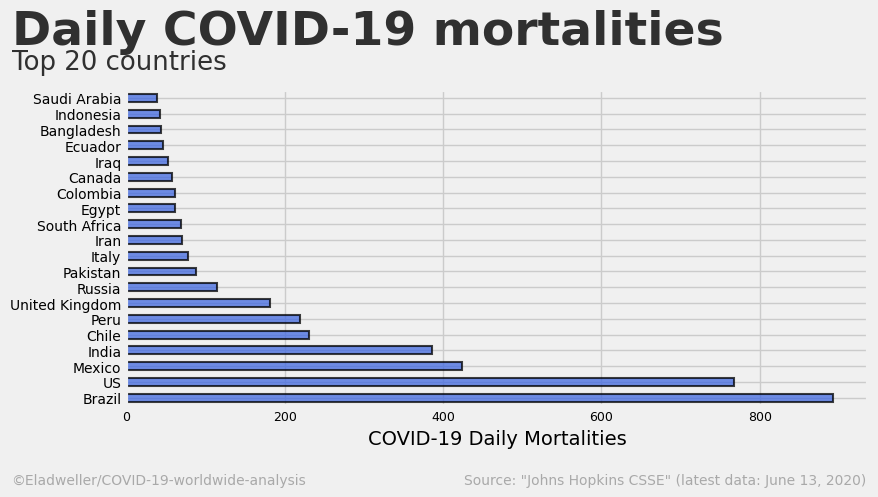 Daily COVID-19 mortalities
Top 20 countries
Saudi Arabia
Indonesia
Bangladesh
Ecuador
Iraq
Canada
Colombia
Egypt
South Africa
Iran
Italy
Pakistan
Russia
United Kingdom
Peru
Chile
India
Mexico
US
Brazil
0 200 400 600 800
COVID-19 Daily Mortalities
©Eladweller/COVID-19-worldwide-analysis
Source: "Johns Hopkins CSSE" (latest data: June 13, 2020)